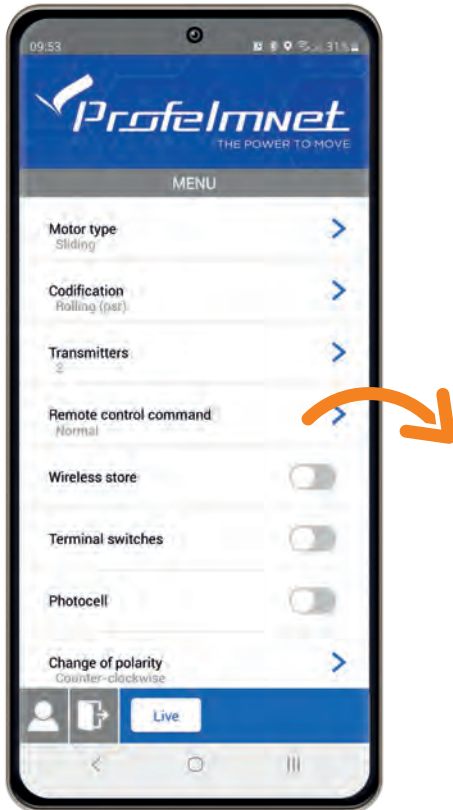 09:53
31%
Profelmnet
THE POWER TO MOVE
MENU
Motor type
Sliding
Codification
Rolling (psr)
Transmitters
2
Remote control command
Normal
Wireless store
Terminal switches
Photocell
Change of polarity
Counter-clockwise
Live